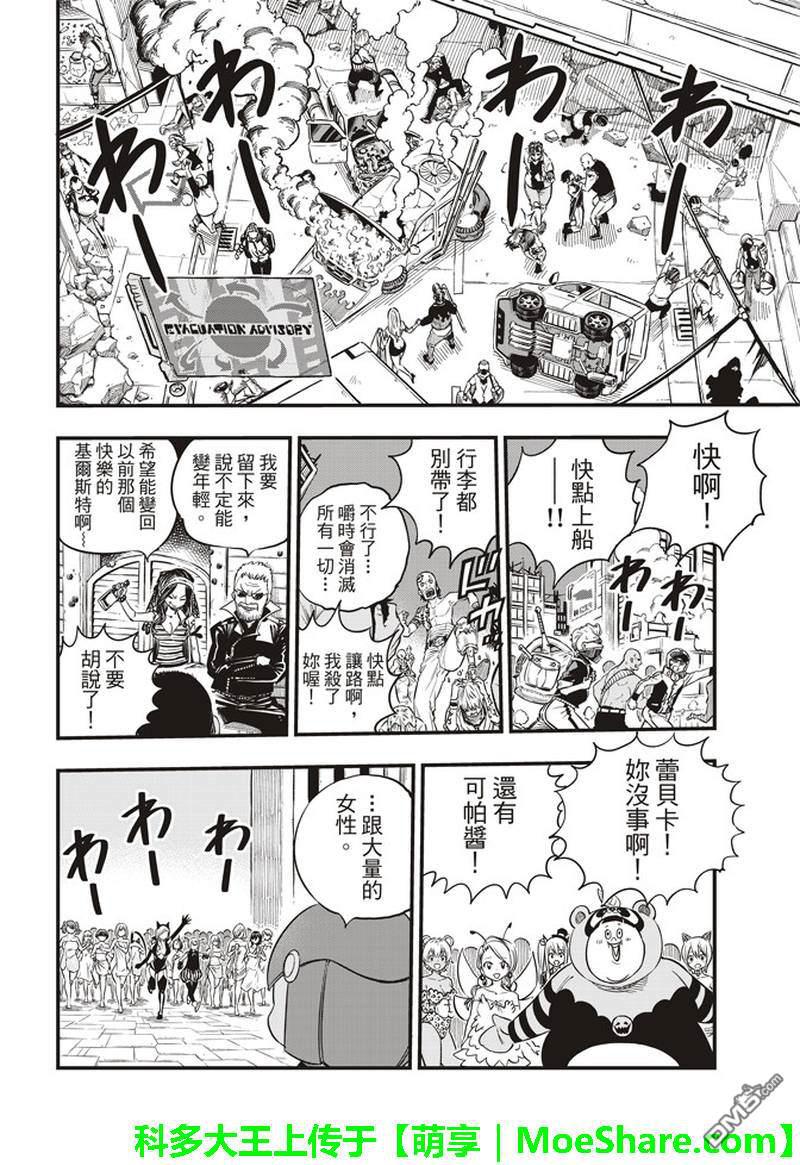 わー
わー
わー
わー
EVACUATION ADVISORY
快啊！
快點上船
——!!
わー
わー
行李都
別帶了！
不行了…
嚼時會消滅
所有一切…
快點
讓路啊，
我殺了
妳喔！
ドドド
我要
留下來，
說不定能
變年輕。
希望能變回
以前那個
快樂的
基爾斯特啊~
不要
胡說了！
蕾貝卡！
妳沒事啊！
還有
可帕醬！
…跟大量的
女性。
わー
わー
わー
DM5.com
科多大王上传于【萌享】|MoeShare.com】